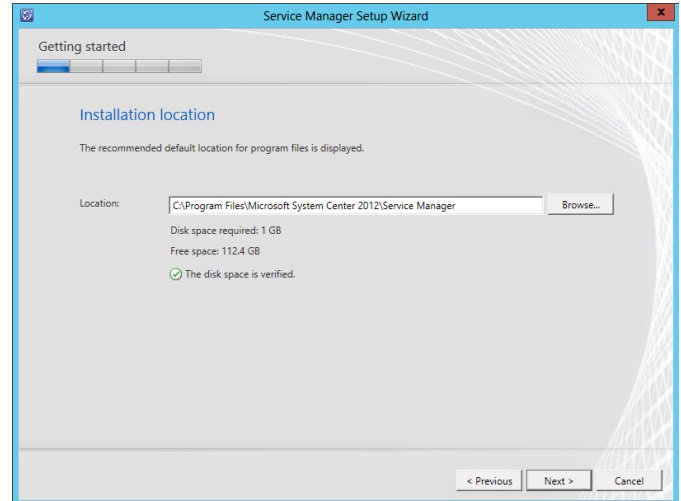 Service Manager Setup Wizard
x
Getting started
Installation location
The recommended default location for program files is displayed.
Location:
C:\Program Files\Microsoft System Center 2012\Service Manager
Browse...
Disk space required: 1 GB
Free space: 112.4 GB
The disk space is verified.
< Previous
Next >
Cancel